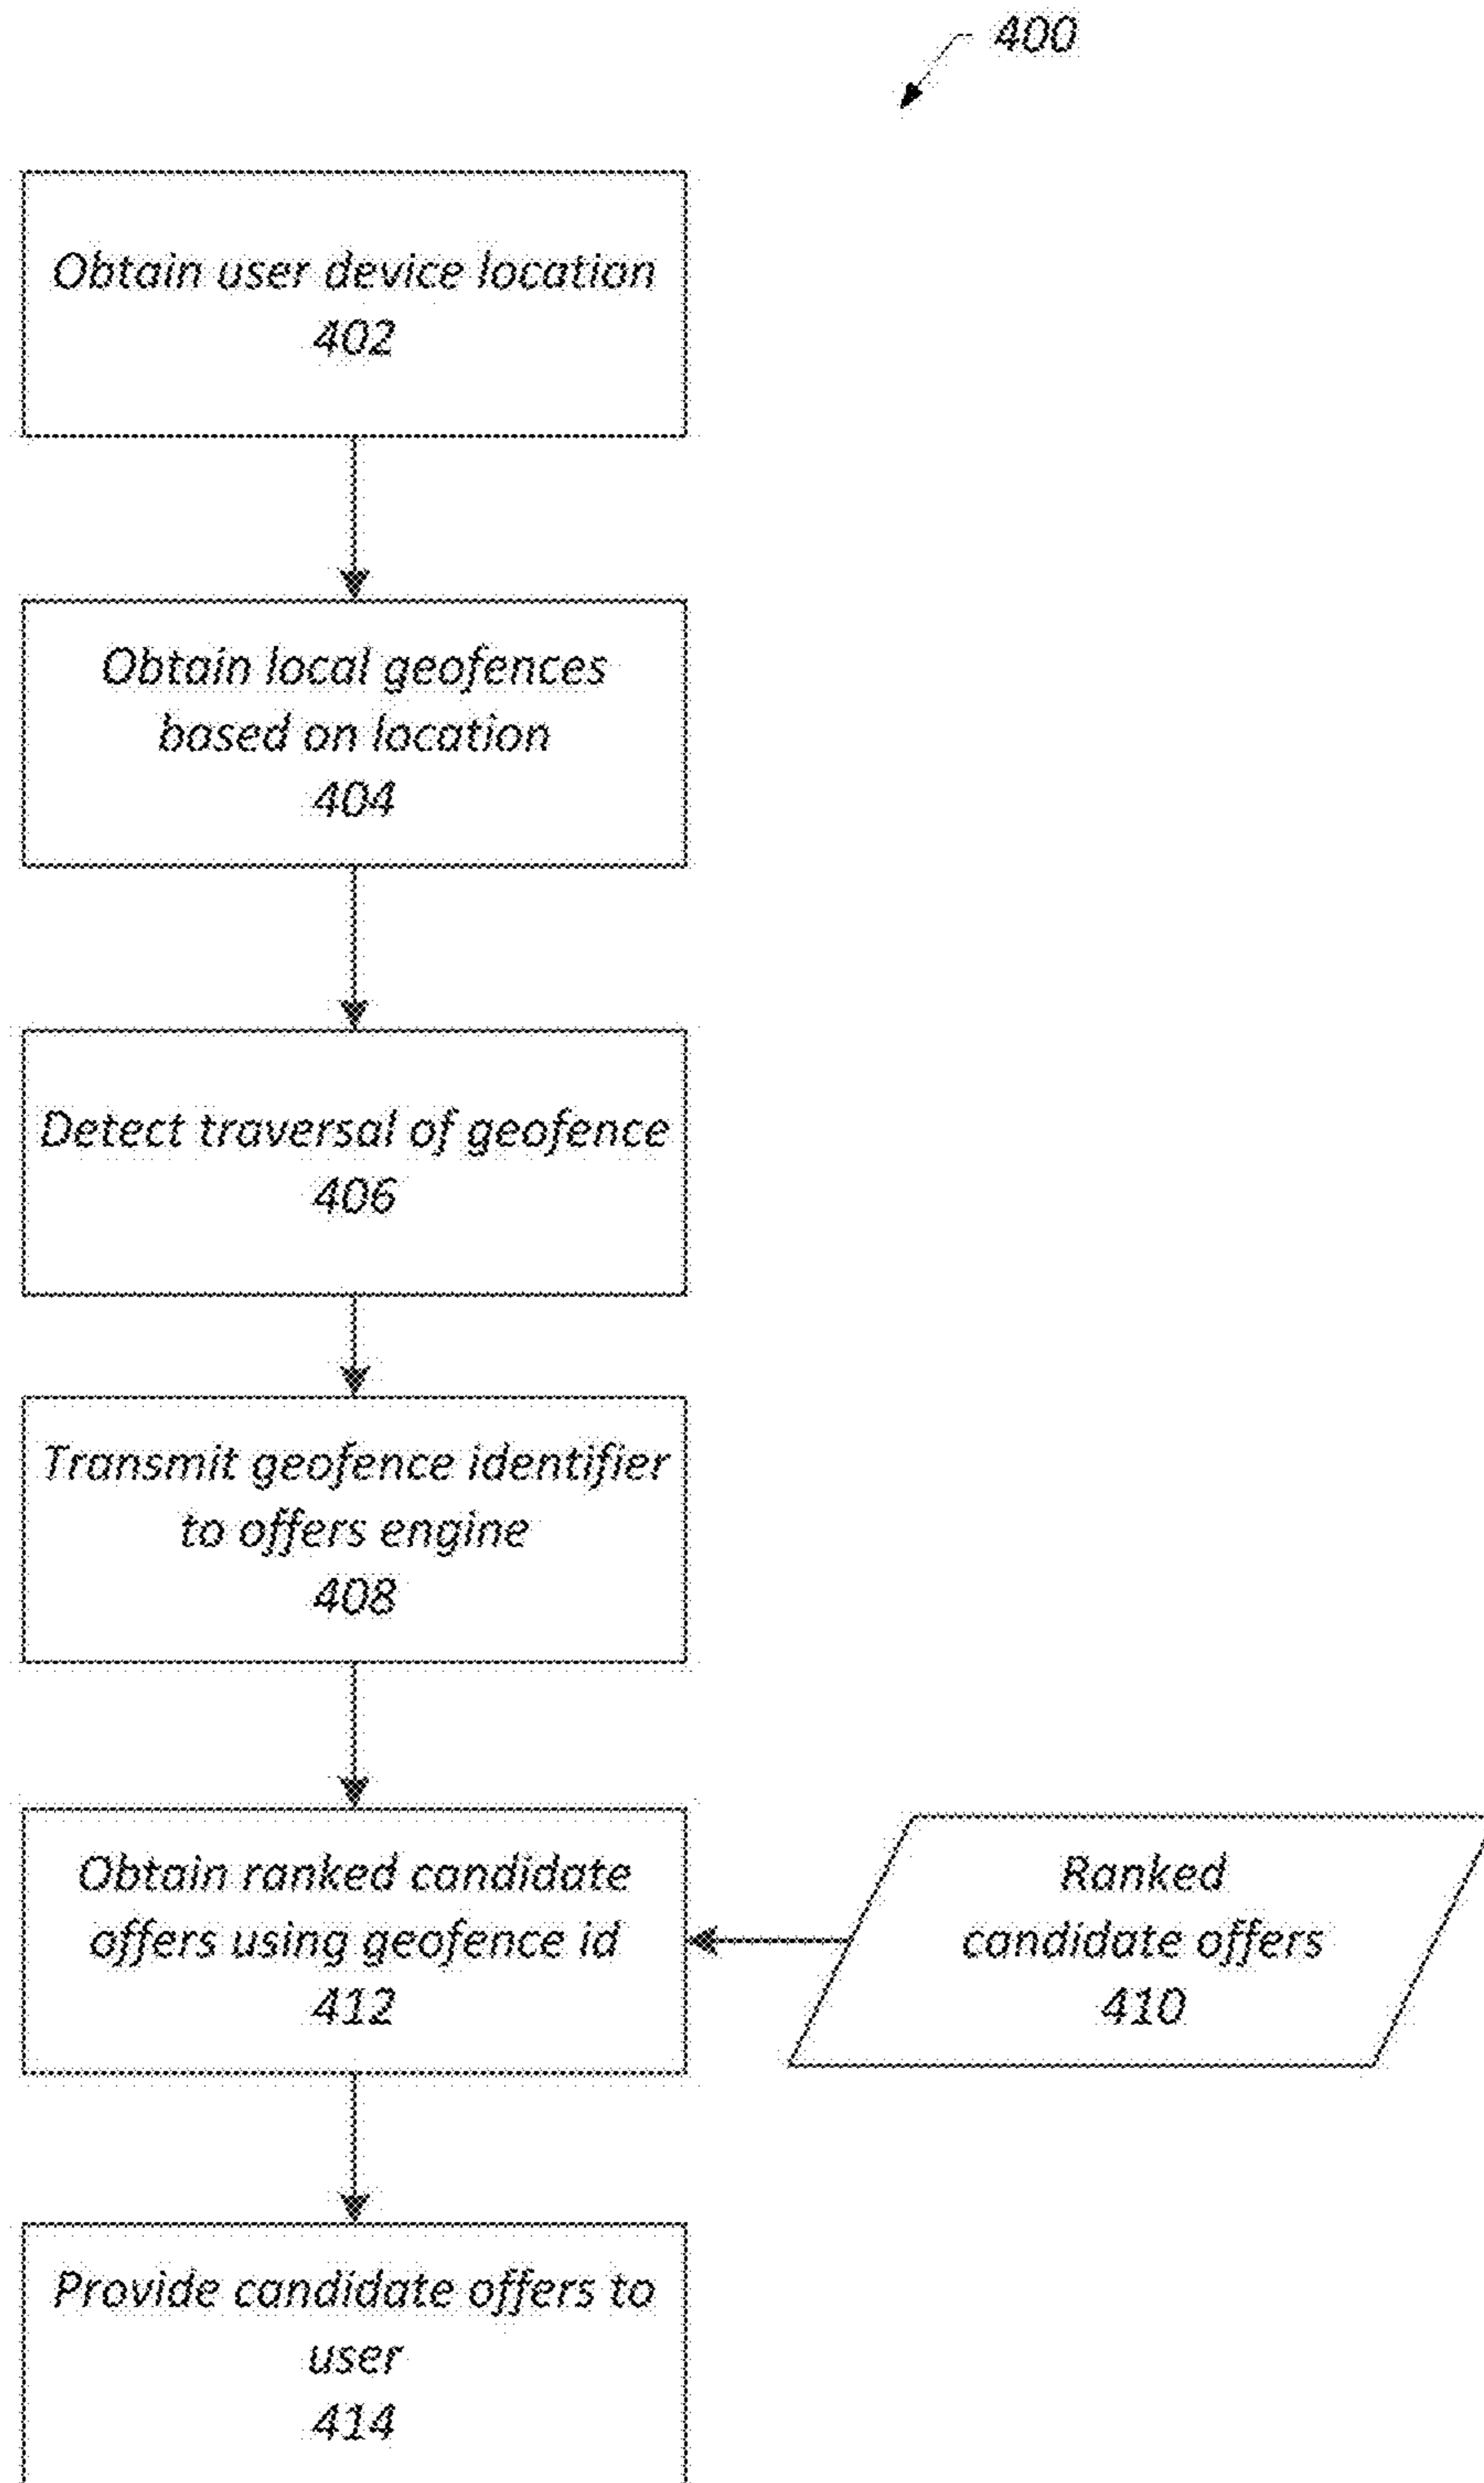 400
Obtain user device location
402
Obtain local geofences
based on location
404
Detect traversal of geofence
406
Transmit geofence identifier
to offers engine
408
Obtain ranked candidate
offers using geofence id
412
Ranked
candidate offers
410
Provide candidate offers to
user
414